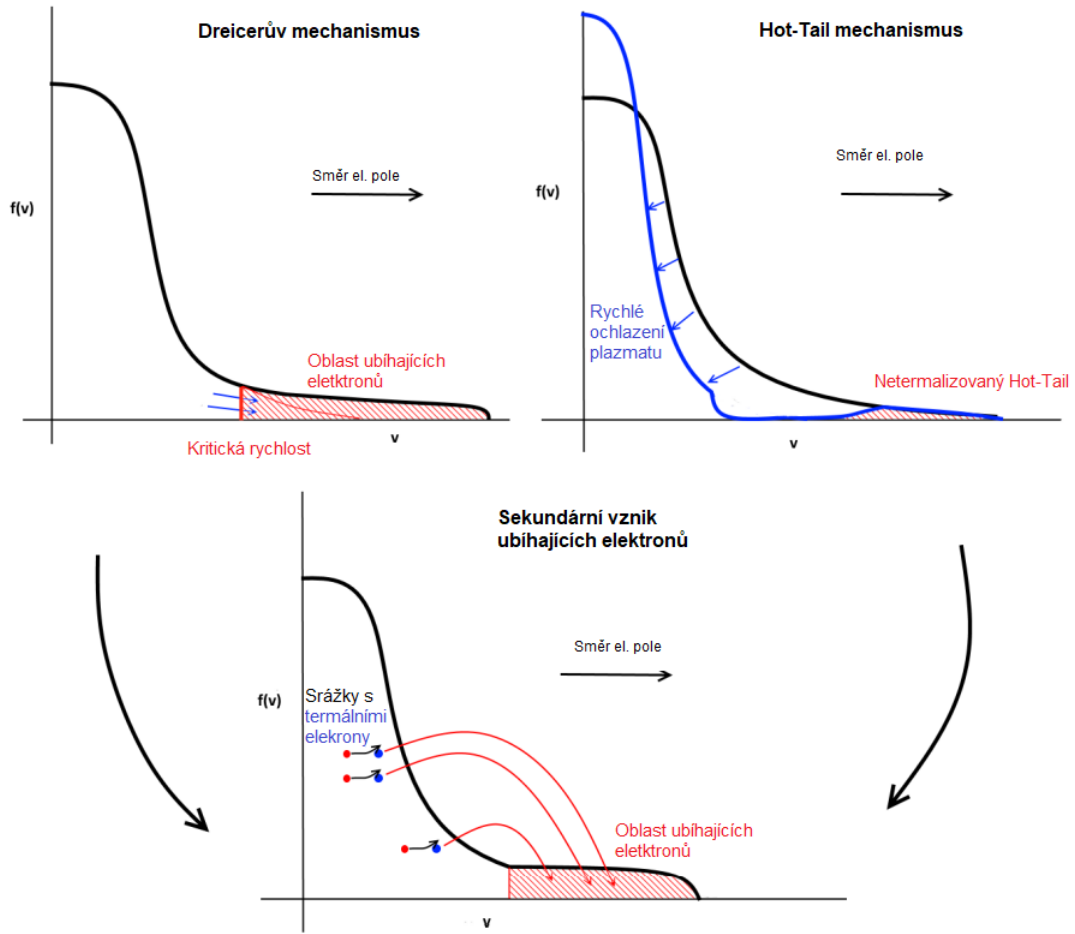 Dreicerův mechanismus
f(v)
Směr el. pole
Oblast ubíhajících
eletktronů
Kritická rychlost
v
Hot-Tail mechanismus
f(v)
Směr el. pole
Rychlé
ochlazení
plazmatu
Netermalizovaný Hot-Tail
v
Sekundární vznik
ubíhajících elektronů
f(v)
Směr el. pole
Srážky s
termálními
elekrony
Oblast ubíhajících
eletktronů
v